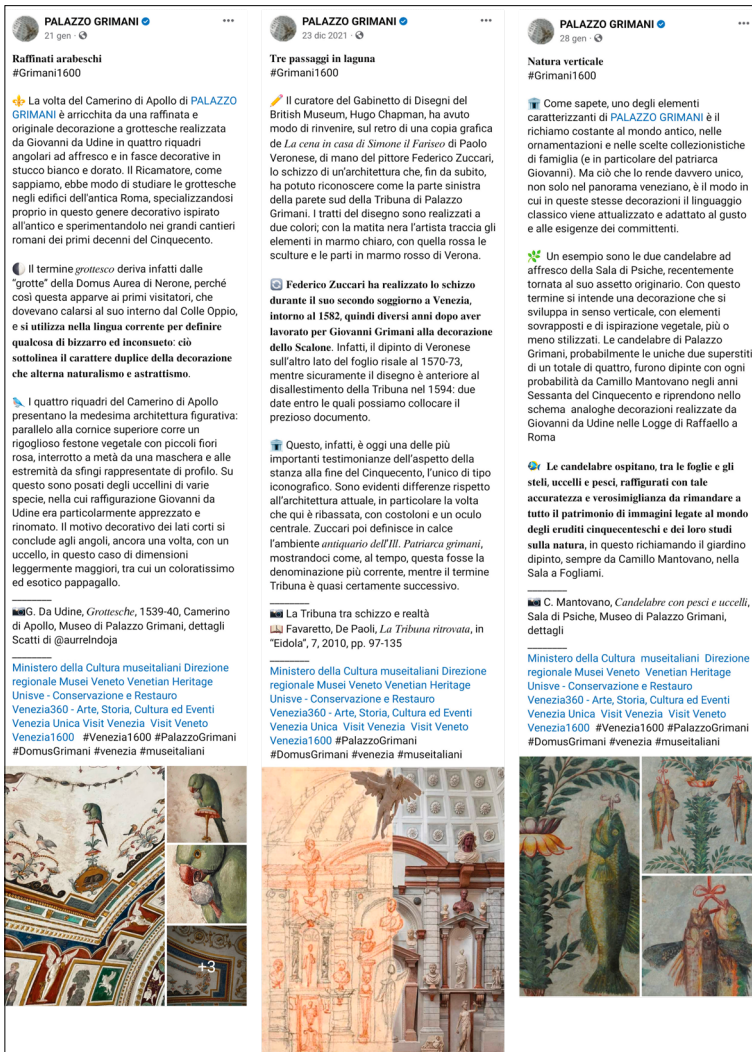 PALAZZO GRIMANI
21 gen
Raffinati arabeschi
#Grimani1600
La volta del Camerino di Apollo di PALAZZO
GRIMANI è arricchita da una raffinata e
originale decorazione a grottesche realizzata
da Giovanni da Udine in quattro riquadri
angolari ad affresco e in fasce decorative in
stucco bianco e dorato. Il Ricamatore, come
sappiamo, ebbe modo di studiare le grottesche
negli edifici dell'antica Roma, specializzandosi
proprio in questo genere decorativo ispirato
all'antico e sperimentandolo nei grandi cantieri
romani dei primi decenni del Cinquecento.
Il termine grottesco deriva infatti dalle
"grotte" della Domus Aurea di Nerone, perché
così questa apparve ai primi visitatori, che
dovevano calarsi al suo interno dal Colle Oppio,
e si utilizza nella lingua corrente per definire
qualcosa di bizzarro ed inconsueto: ciò
sottolinea il carattere duplice della decorazione
che alterna naturalismo e astrattismo.
I quattro riquadri del Camerino di Apollo
presentano la medesima architettura figurativa:
parallelo alla cornice superiore corre un
rigoglioso festone vegetale con piccoli fiori
rosa, interrotto a metà da una maschera e alle
estremità da sfingi rappresentate di profilo. Su
questo sono posati degli uccellini di varie
specie, nella cui raffigurazione Giovanni da
Udine era particolarmente apprezzato e
rinomato. Il motivo decorativo dei lati corti si
conclude agli angoli, ancora una volta, con un
uccello, in questo caso di dimensioni
leggermente maggiori, tra cui un coloratissimo
ed esotico pappagallo.
G. Da Udine, Grottesche, 1539-40, Camerino
di Apollo, Museo di Palazzo Grimani, dettagli
Scatti di @aurrelndoja
Ministero della Cultura museitaliani Direzione
regionale Musei Veneto Venetian Heritage
Unisve - Conservazione e Restauro
Venezia360 - Arte, Storia, Cultura ed Eventi
Venezia Unica Visit Venezia Visit Veneto
Venezia1600 #Venezia1600 #PalazzoGrimani
#DomusGrimani #venezia #museitaliani
+3
PALAZZO GRIMANI
23 dic 2021
Tre passaggi in laguna
#Grimani1600
Il curatore del Gabinetto di Disegni del
British Museum, Hugo Chapman, ha avuto
modo di rinvenire, sul retro di una copia grafica
de La cena in casa di Simone il Fariseo di Paolo
Veronese, di mano del pittore Federico Zuccari,
lo schizzo di un'architettura che, fin da subito,
ha potuto riconoscere come la parte sinistra
della parete sud della Tribuna di Palazzo
Grimani. I tratti del disegno sono realizzati a
due colori; con la matita nera l'artista traccia gli
elementi in marmo chiaro, con quella rossa le
sculture e le parti in marmo rosso di Verona.
Federico Zuccari ha realizzato lo schizzo
durante il suo secondo soggiorno a Venezia,
intorno al 1582, quindi diversi anni dopo aver
lavorato per Giovanni Grimani alla decorazione
dello Scalone. Infatti, il dipinto di Veronese
sull'altro lato del foglio risale al 1570-73,
mentre sicuramente il disegno è anteriore al
disallestimento della Tribuna nel 1594: due
date entro le quali possiamo collocare il
prezioso documento.
Questo, infatti, è oggi una delle più
importanti testimonianze dell'aspetto della
stanza alla fine del Cinquecento, l'unico di tipo
iconografico. Sono evidenti differenze rispetto
all'architettura attuale, in particolare la volta
che qui è ribassata, con costoloni e un oculo
centrale. Zuccari poi definisce in calce
l'ambiente antiquario dell'Ill. Patriarca grimani,
mostrandoci come, al tempo, questa fosse la
denominazione più corrente, mentre il termine
Tribuna è quasi certamente successivo.
La Tribuna tra schizzo e realtà
Favaretto, De Paoli, La Tribuna ritrovata, in
"Eidola", 7, 2010, pp. 97-135
Ministero della Cultura museitaliani Direzione
regionale Musei Veneto Venetian Heritage
Unisve - Conservazione e Restauro
Venezia360 - Arte, Storia, Cultura ed Eventi
Venezia Unica Visit Venezia Visit Veneto
Venezia1600 #PalazzoGrimani
#DomusGrimani #venezia #museitaliani
PALAZZO GRIMANI
28 gen
Natura verticale
#Grimani1600
Come sapete, uno degli elementi
caratterizzanti di PALAZZO GRIMANI è il
richiamo costante al mondo antico, nelle
ornamentazioni e nelle scelte collezionistiche
di famiglia (e in particolare del patriarca
Giovanni). Ma ciò che lo rende davvero unico,
non solo nel panorama veneziano, è il modo in
cui in queste stesse decorazioni il linguaggio
classico viene attualizzato e adattato al gusto
e alle esigenze dei committenti.
Un esempio sono le due candelabre ad
affresco della Sala di Psiche, recentemente
tornata al suo assetto originario. Con questo
termine si intende una decorazione che si
sviluppa in senso verticale, con elementi
sovrapposti e di ispirazione vegetale, più o
meno stilizzati. Le candelabre di Palazzo
Grimani, probabilmente le uniche due superstiti
di un totale di quattro, furono dipinte con ogni
probabilità da Camillo Mantovano negli anni
Sessanta del Cinquecento e riprendono nello
schema analoghe decorazioni realizzate da
Giovanni da Udine nelle Logge di Raffaello a
Roma
Le candelabre ospitano, tra le foglie e gli
steli, uccelli e pesci, raffigurati con tale
accuratezza e verosimiglianza da rimandare a
tutto il patrimonio di immagini legate al mondo
degli eruditi cinquecenteschi e dei loro studi
sulla natura, in questo richiamando il giardino
dipinto, sempre da Camillo Mantovano, nella
Sala a Fogliami.
C. Mantovano, Candelabre con pesci e uccelli,
Sala di Psiche, Museo di Palazzo Grimani,
dettagli
Ministero della Cultura museitaliani Direzione
regionale Musei Veneto Venetian Heritage
Unisve - Conservazione e Restauro
Venezia360 - Arte, Storia, Cultura ed Eventi
Venezia Unica Visit Venezia Visit Veneto
Venezia1600 #Venezia1600 #PalazzoGrimani
#DomusGrimani #venezia #museitaliani